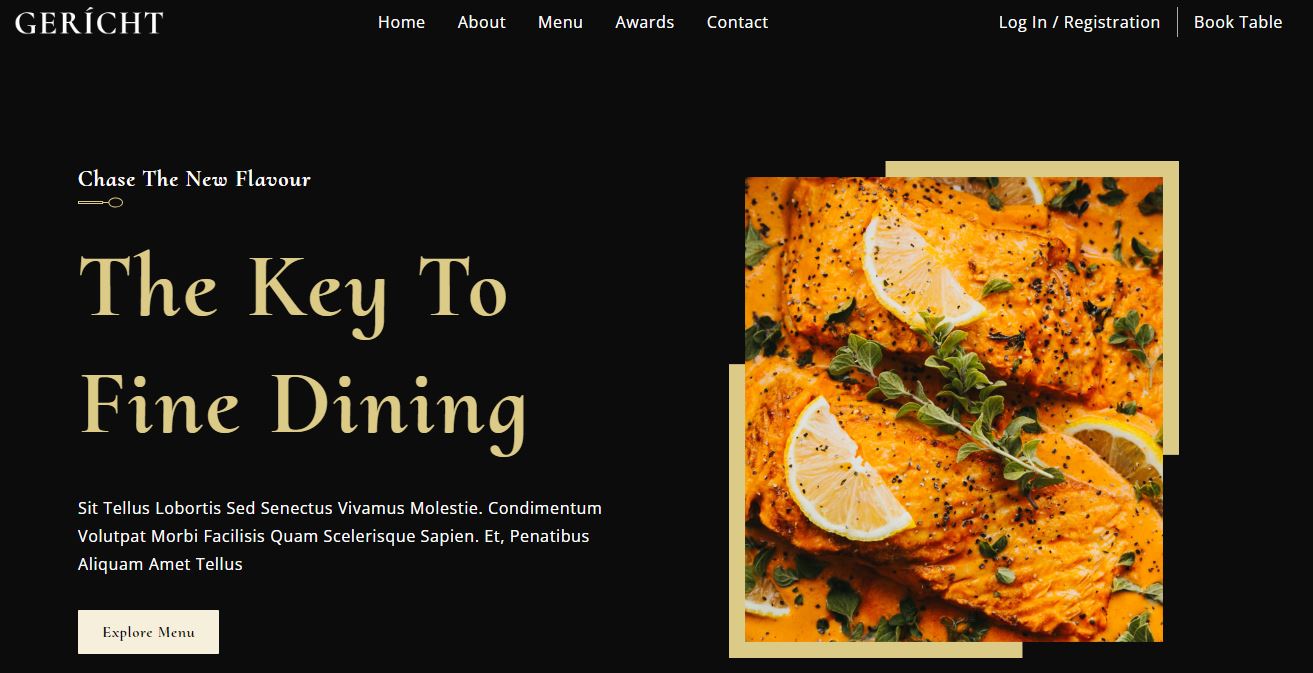 GERÍCHT
Home About Menu Awards Contact
Log In / Registration Book Table
Chase The New Flavour
The Key To
Fine Dining
Sit Tellus Lobortis Sed Senectus Vivamus Molestie. Condimentum
Volutpat Morbi Facilisis Quam Scelerisque Sapien. Et, Penatibus
Aliquam Amet Tellus
Explore Menu